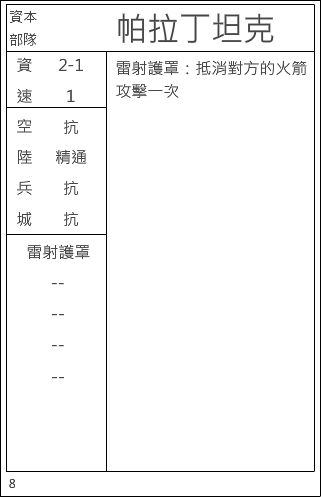 資本
部隊
帕拉丁坦克
資 2-1
速 1
空 抗
陸 精通
兵 抗
城 抗
雷射護罩
--
--
--
--
雷射護罩：抵消對方的火箭
攻擊一次
8